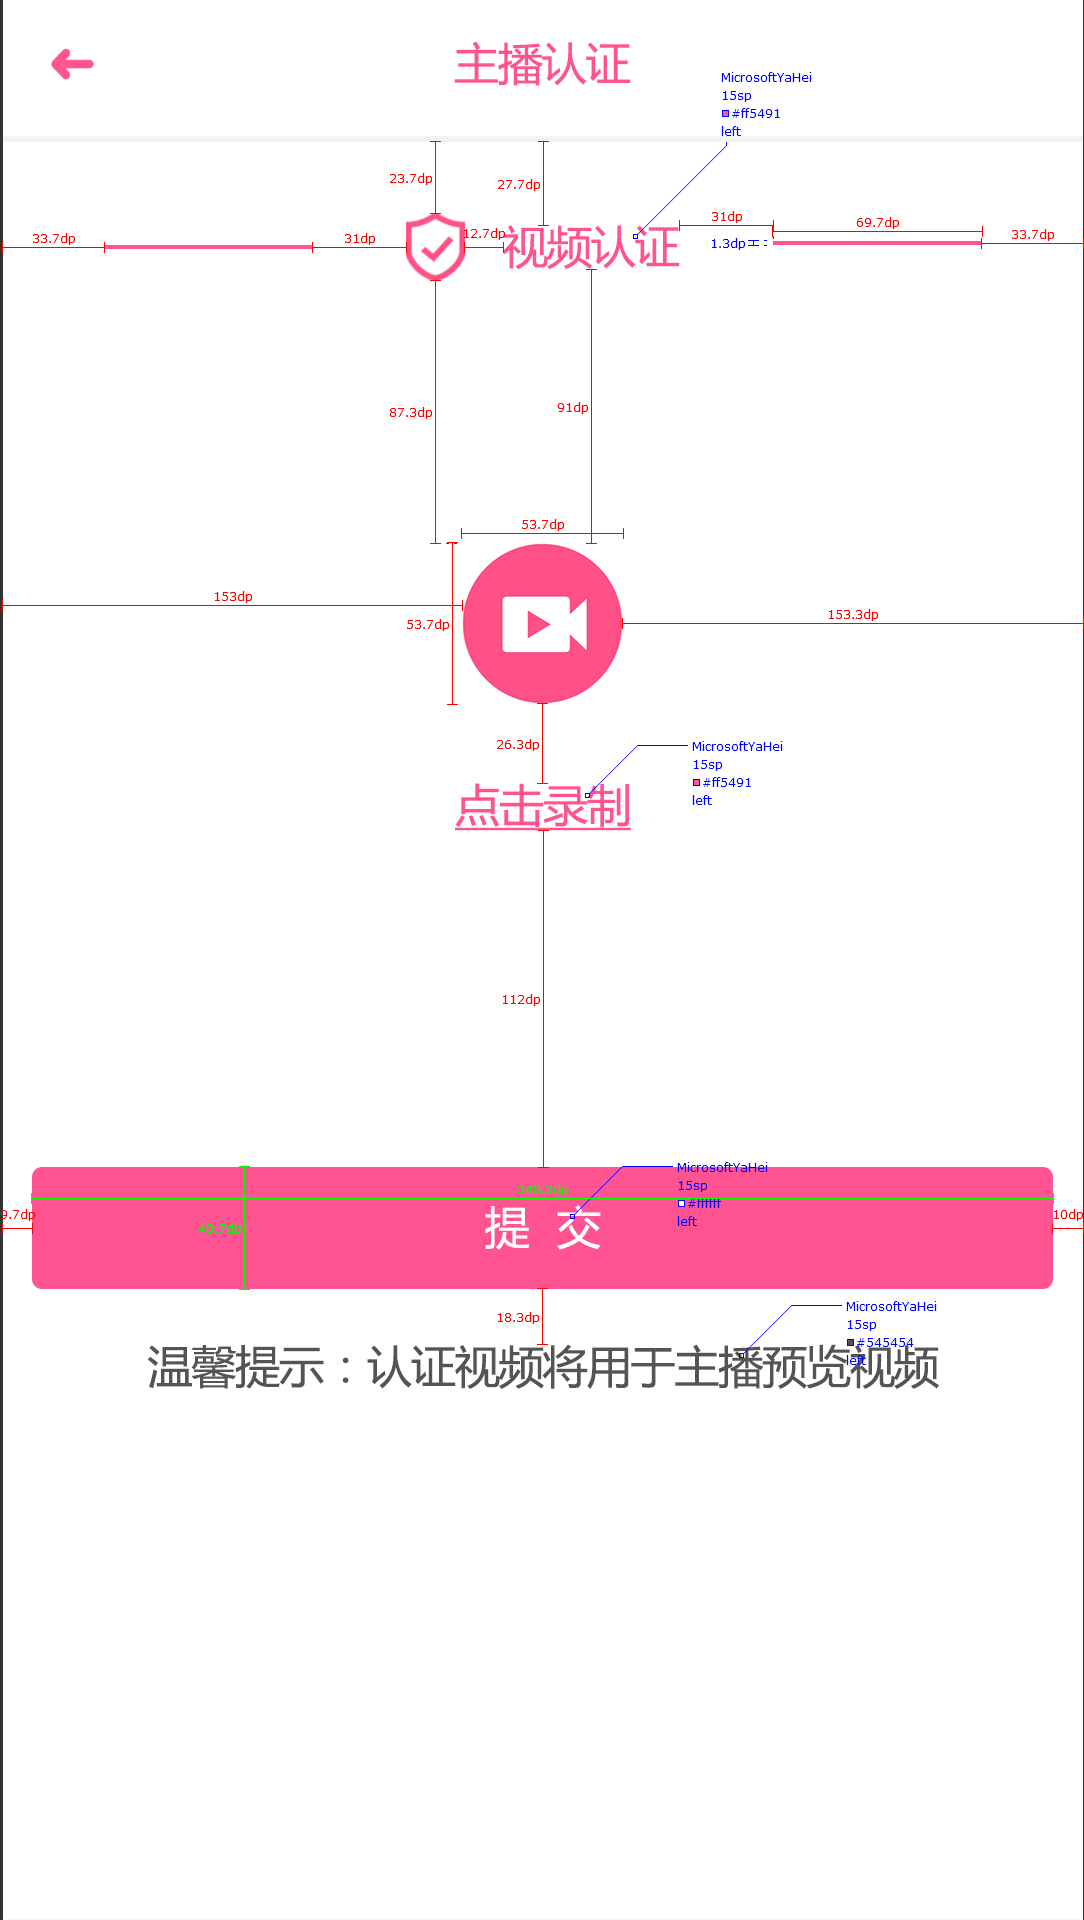 主播认证
MicrosoftYaHei
15sp
#ff5491
left
23.7dp
27.7dp
33.7dp
31dp
12.7dp
视频认证
31dp
69.7dp
1.3dp
33.7dp
87.3dp
91dp
53.7dp
153dp
53.7dp
153.3dp
26.3dp
MicrosoftYaHei
15sp
#ff5491
left
点击录制
112dp
MicrosoftYaHei
15sp
#ffffff
left
9.7dp
40.7dp
提 交
10dp
18.3dp
MicrosoftYaHei
15sp
#545454
left
温馨提示：认证视频将用于主播预览视频